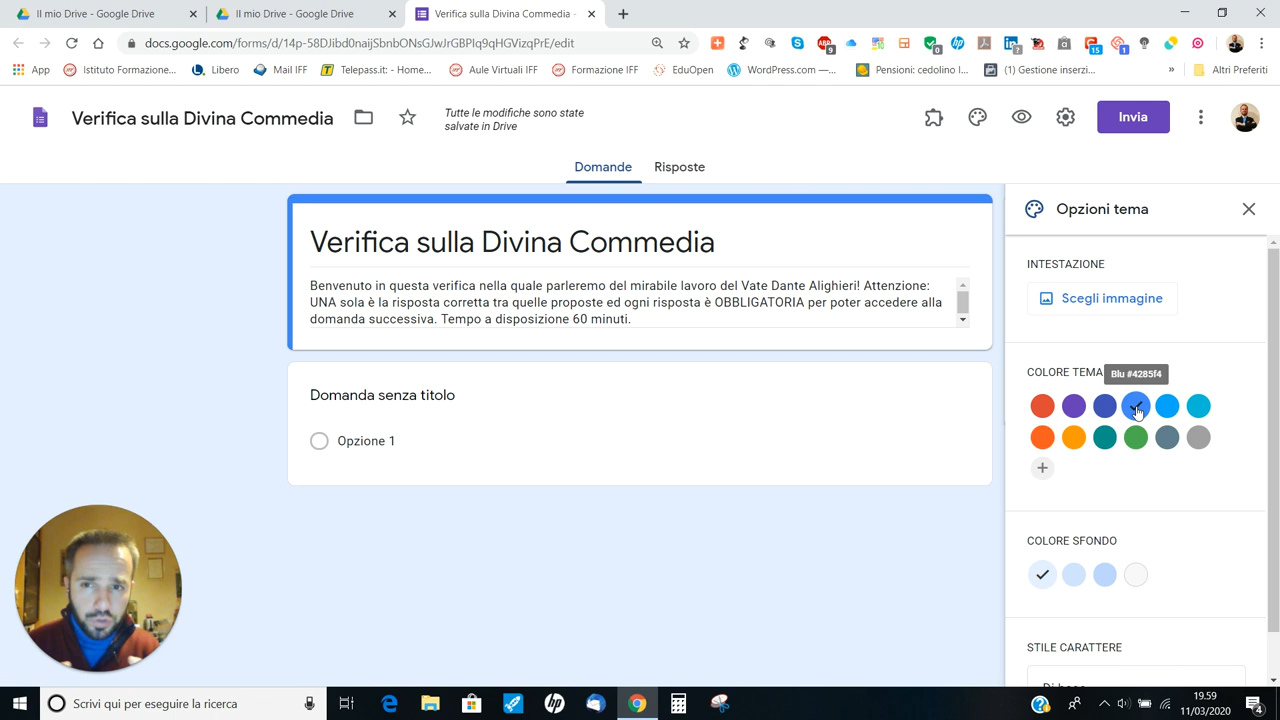 Il mio Drive - Google Drive
Il mio Drive - Google Drive
Verifica sulla Divina Commedia -
docs.google.com/forms/d/14p-S8DJibd0naijSbnbONsGJwJrGBPIq9qHGVizqPrE/edit
App
Istituto Formazione...
Libero
Mail IFF
Telepass.it: - Home...
Aule Virtuali IFF
Formazione IFF
EduOpen
WordPress.com —...
Pensioni: cedolino I...
(1) Gestione inserzi...
»
Altri Preferiti
Verifica sulla Divina Commedia
Tutte le modifiche sono state
salvate in Drive
Invia
Domande
Risposte
Verifica sulla Divina Commedia
Benvenuto in questa verifica nella quale parleremo del mirabile lavoro del Vate Dante Alighieri! Attenzione:
UNA sola è la risposta corretta tra quelle proposte ed ogni risposta è OBBLIGATORIA per poter accedere alla
domanda successiva. Tempo a disposizione 60 minuti.
Domanda senza titolo
Opzione 1
Opzioni tema
INTESTAZIONE
Scegli immagine
COLORE TEMA
Blu #4285f4
COLORE SFONDO
STILE CARATTERE
Di base
Scrivi qui per eseguire la ricerca
19.59
11/03/2020